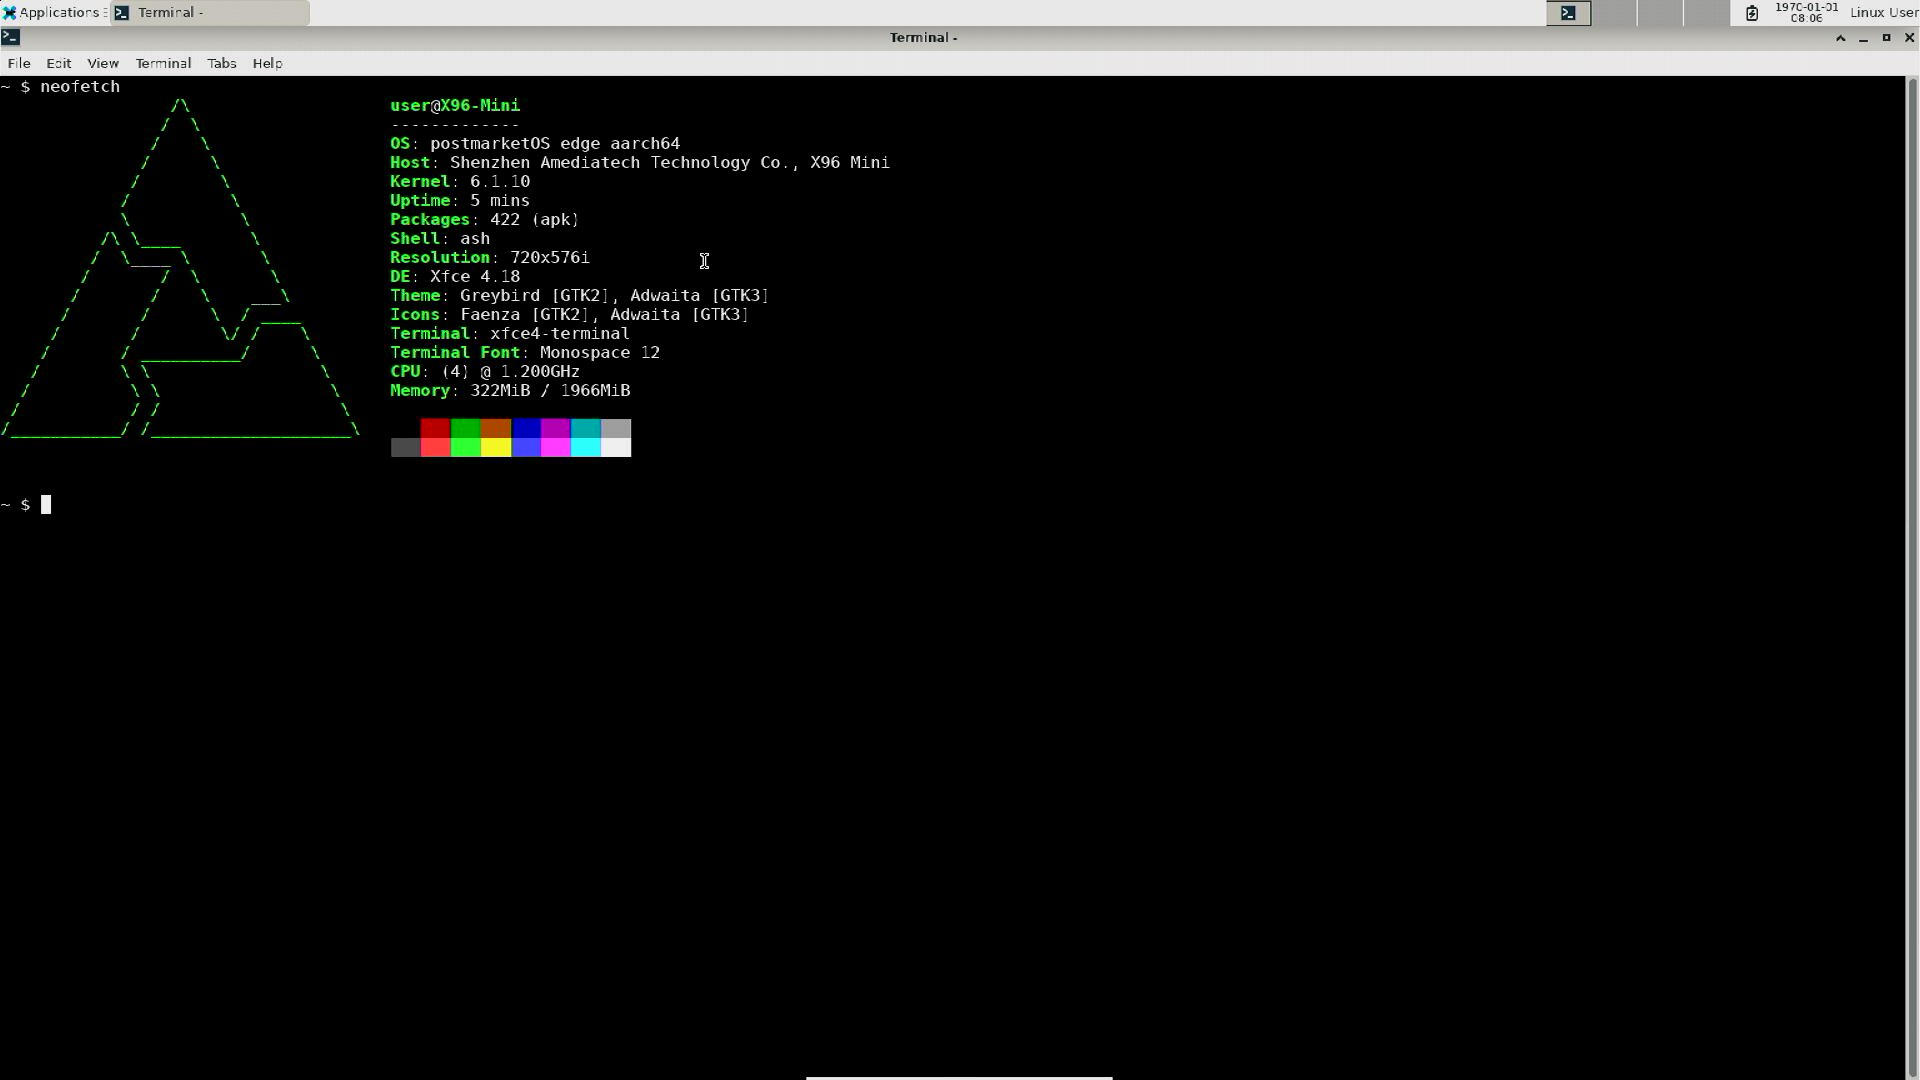 Applications
Terminal -
1970-01-01
08:06
Linux User
Terminal -
File Edit View Terminal Tabs Help
~ $ neofetch
user@X96-Mini
-------------
OS: postmarketOS edge aarch64
Host: Shenzhen Amediatech Technology Co., X96 Mini
Kernel: 6.1.10
Uptime: 5 mins
Packages: 422 (apk)
Shell: ash
Resolution: 720x576i
DE: Xfce 4.18
Theme: Greybird [GTK2], Adwaita [GTK3]
Icons: Faenza [GTK2], Adwaita [GTK3]
Terminal: xfce4-terminal
Terminal Font: Monospace 12
CPU: (4) @ 1.200GHz
Memory: 322MiB / 1966MiB
~ $